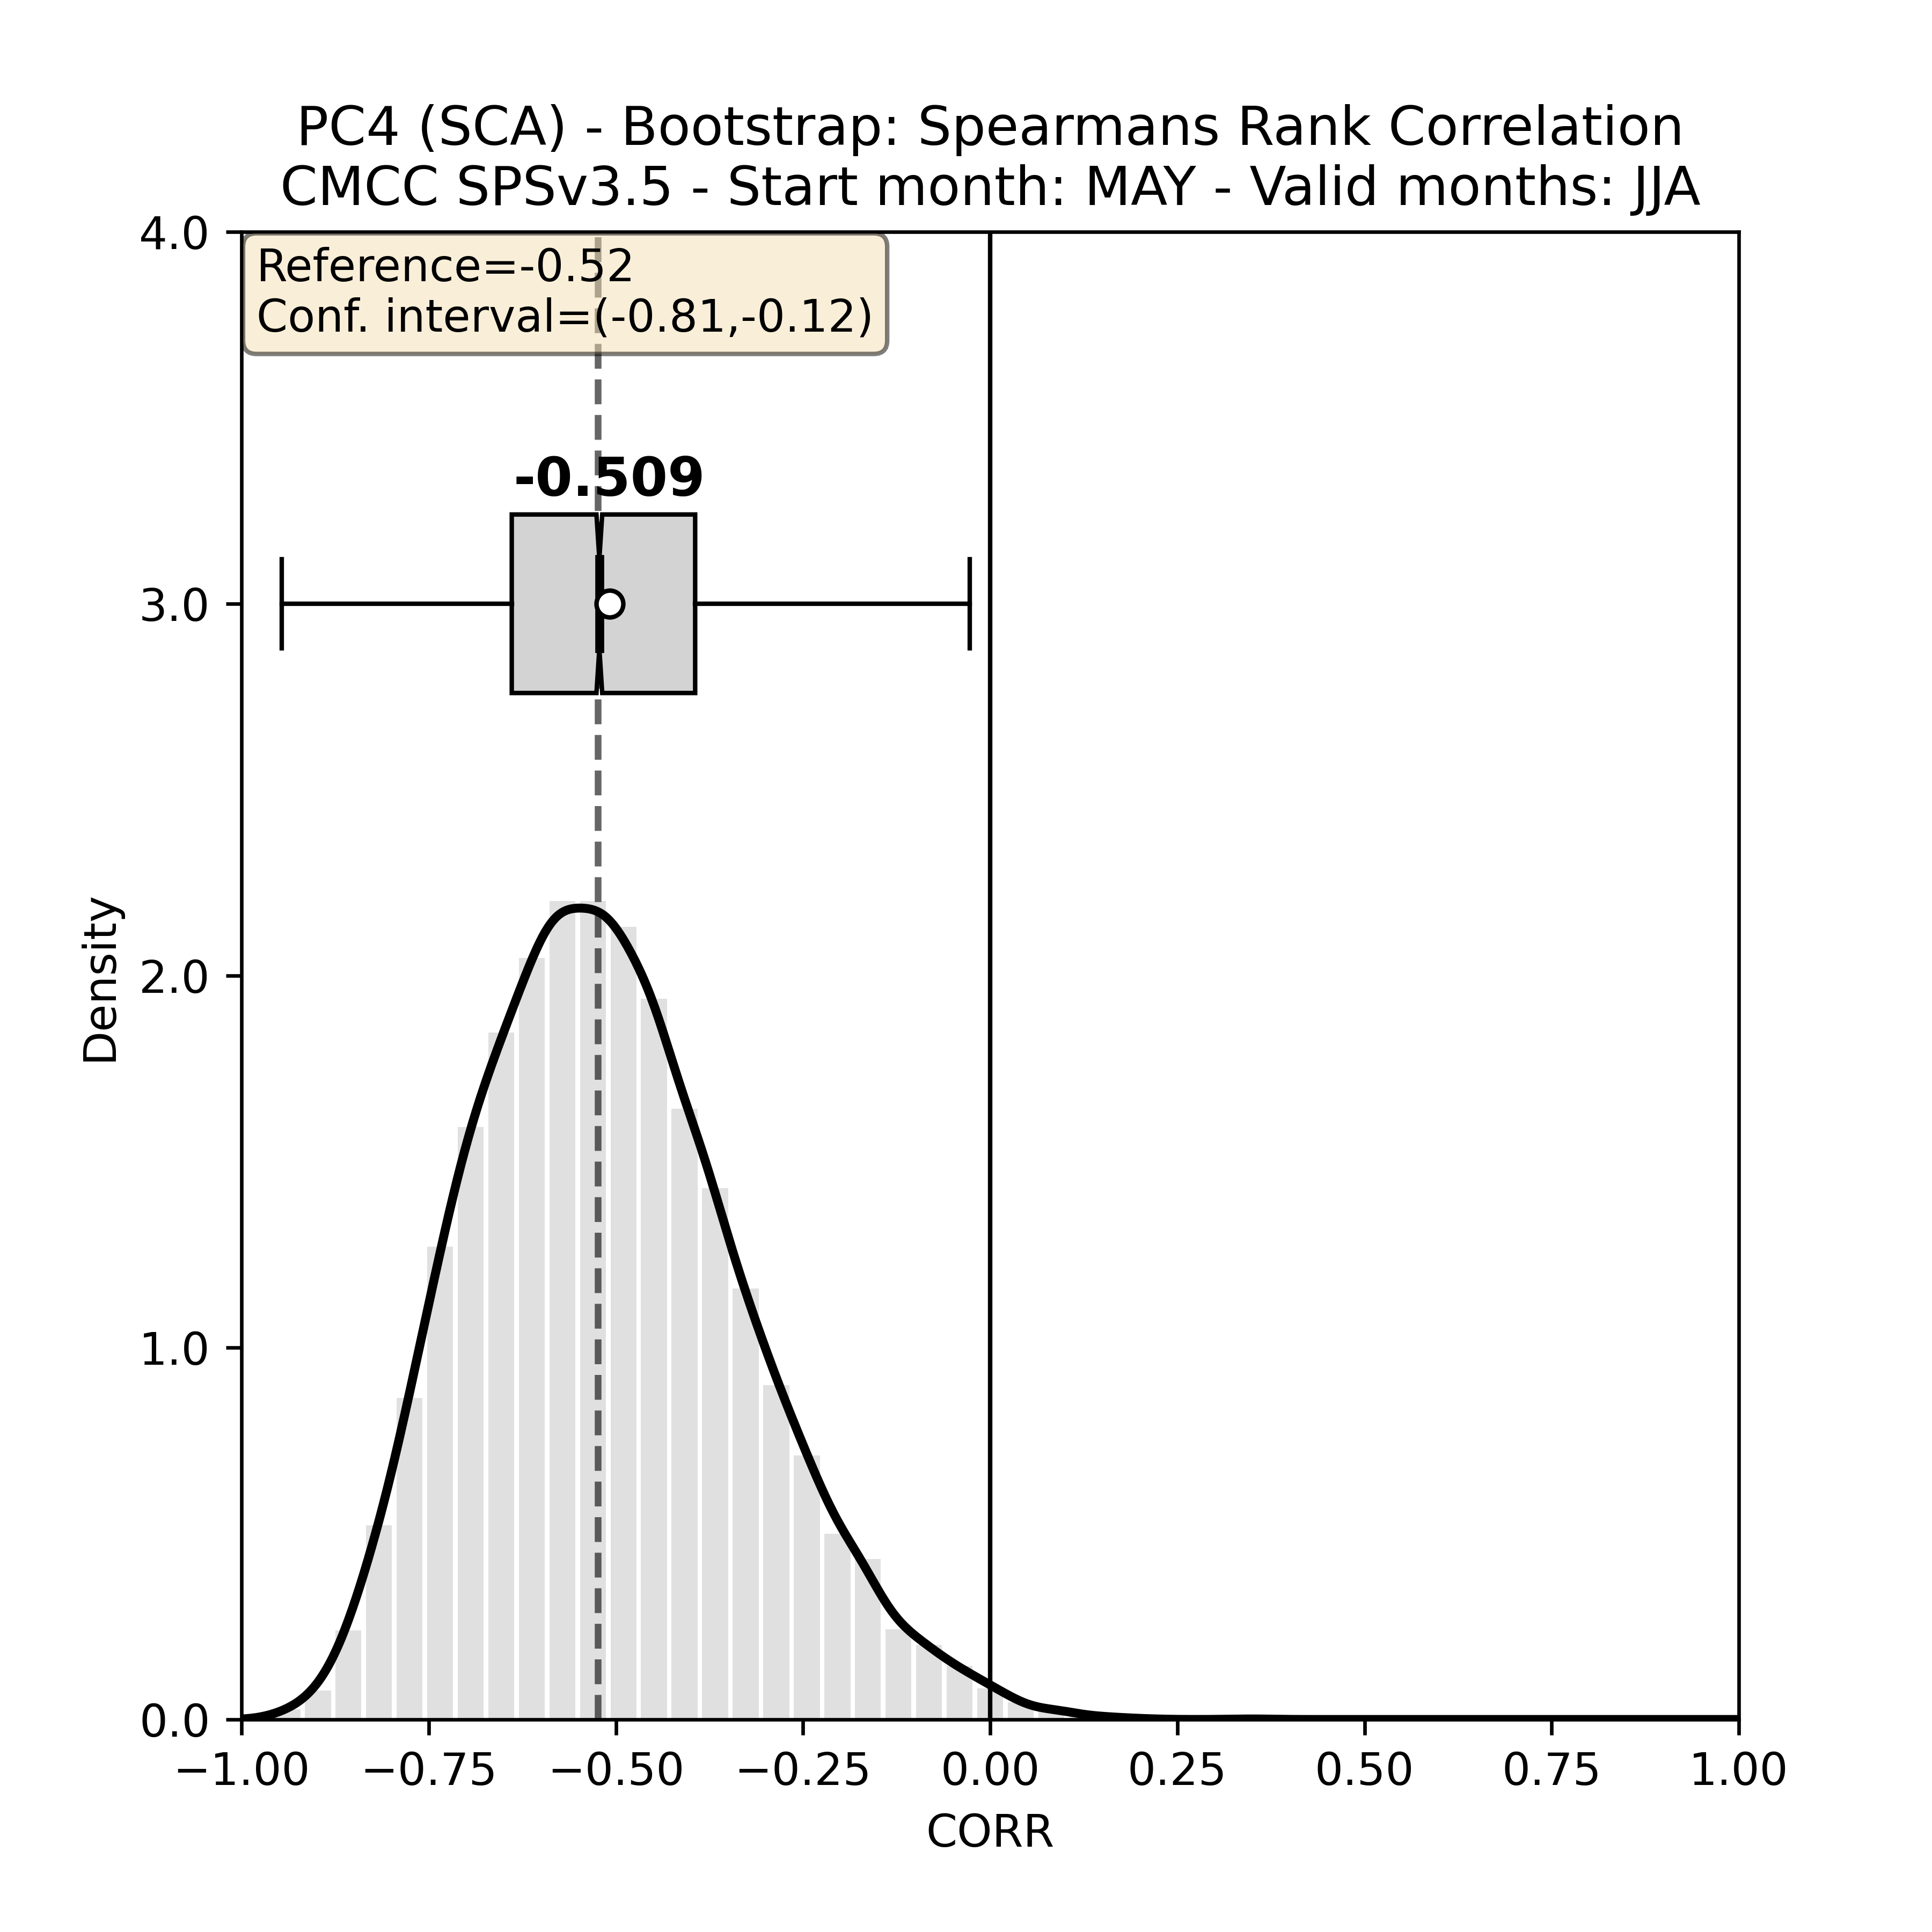 PC4 (SCA) - Bootstrap: Spearmans Rank Correlation
CMCC SPSv3.5 - Start month: MAY - Valid months: JJA
Reference=-0.52
Conf. interval=(-0.81,-0.12)
-0.509
4.0
3.0
2.0
1.0
0.0
Density
−1.00 −0.75 −0.50 −0.25 0.00 0.25 0.50 0.75 1.00
CORR